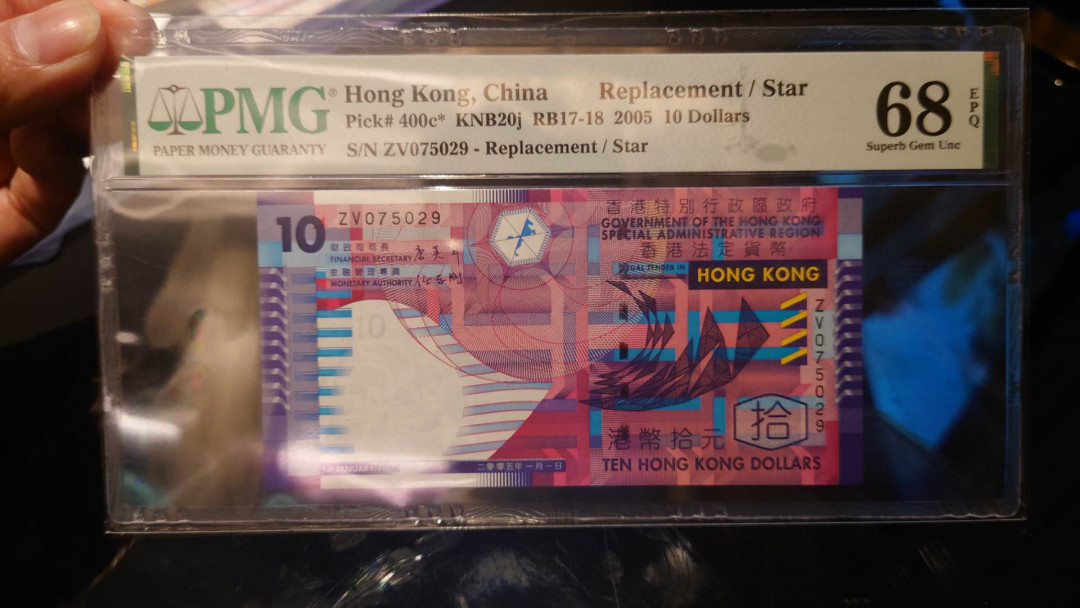 PMG®
PAPER MONEY GUARANTY
Hong Kong, China Replacement / Star
Pick# 400c* KNB20j RB17-18 2005 10 Dollars
S/N ZV075029 - Replacement / Star
68
EPQ
Superb Gem Unc
10
ZV075029
財政司司長
FINANCIAL SECRETARY
金融管理專員
MONETARY AUTHORITY
香港特別行政區政府
GOVERNMENT OF THE HONG KONG
SPECIAL ADMINISTRATIVE REGION
香港法定貨幣
LEGAL TENDER IN
HONG KONG
ZV075029
10
拾
港幣拾元
TEN HONG KONG DOLLARS
二零零五年一月一日